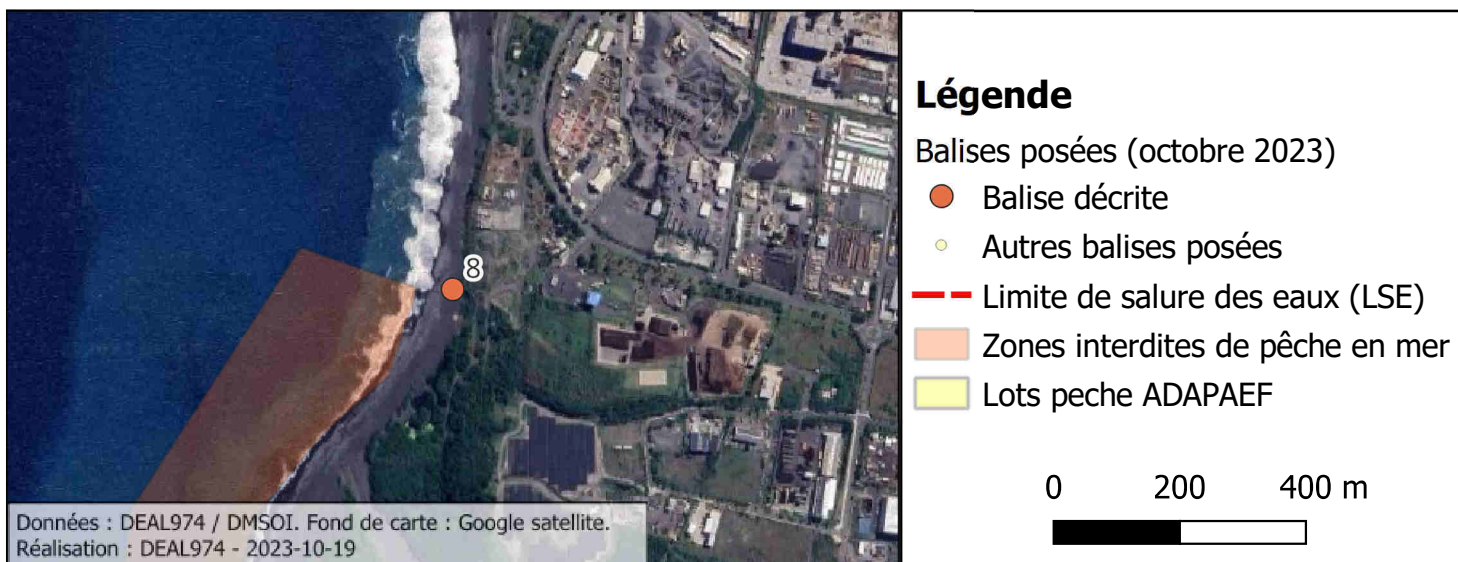 8
Données : DEAL974 / DMSOI. Fond de carte : Google satellite.
Réalisation : DEAL974 - 2023-10-19
Légende
Balises posées (octobre 2023)
Balise décrite
Autres balises posées
Limite de salure des eaux (LSE)
Zones interdites de pêche en mer
Lots peche ADAPAEF
0 200 400 m